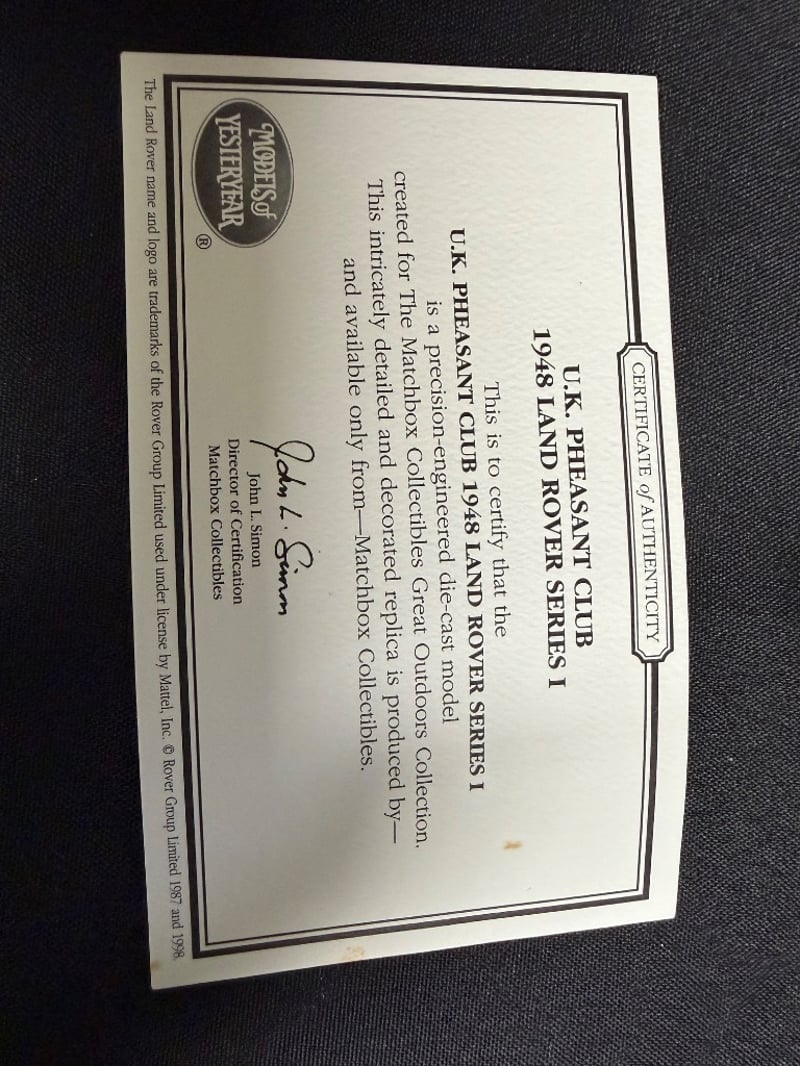 CERTIFICATE of AUTHENTICITY
U.K. PHEASANT CLUB
1948 LAND ROVER SERIES I
This is to certify that the
U.K. PHEASANT CLUB 1948 LAND ROVER SERIES I
is a precision-engineered die-cast model
created for The Matchbox Collectibles Great Outdoors Collection.
This intricately detailed and decorated replica is produced by—
and available only from—Matchbox Collectibles.
MODELS of
YESTERYEAR
®
John L. Simon
John L. Simon
Director of Certification
Matchbox Collectibles
The Land Rover name and logo are trademarks of the Rover Group Limited used under license by Mattel, Inc. © Rover Group Limited 1987 and 1998.